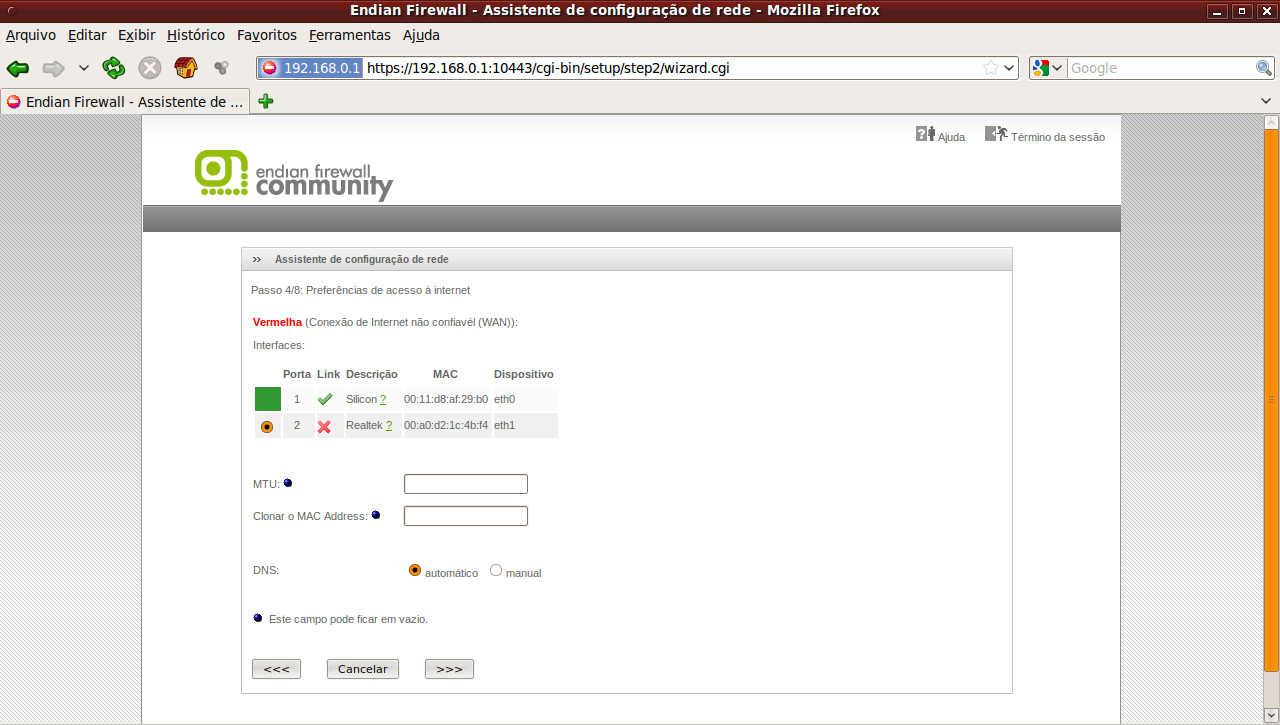 Endian Firewall - Assistente de configuração de rede - Mozilla Firefox
Arquivo Editar Exibir Histórico Favoritos Ferramentas Ajuda
192.168.0.1 https://192.168.0.1:10443/cgi-bin/setup/step2/wizard.cgi Google
Endian Firewall - Assistente de ...
Ajuda Término da sessão
endian firewall
community
Assistente de configuração de rede
Passo 4/8: Preferências de acesso à internet
Vermelha (Conexão de Internet não confiavél (WAN)):
Interfaces:
Porta Link Descrição MAC Dispositivo
1 Silicon ? 00:11:d8:af:29:b0 eth0
2 Realtek ? 00:a0:d2:1c:4b:f4 eth1
MTU:
Clonar o MAC Address:
DNS: automático manual
Este campo pode ficar em vazio.
<<< Cancelar >>>